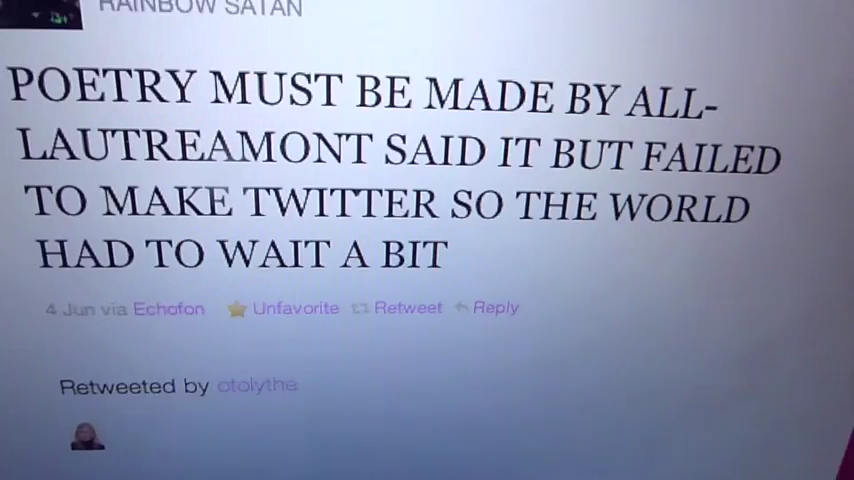 RAINBOW SATAN
POETRY MUST BE MADE BY ALL-
LAUTREAMONT SAID IT BUT FAILED
TO MAKE TWITTER SO THE WORLD
HAD TO WAIT A BIT
4 Jun via Echofon Unfavorite Retweet Reply
Retweeted by otolythe